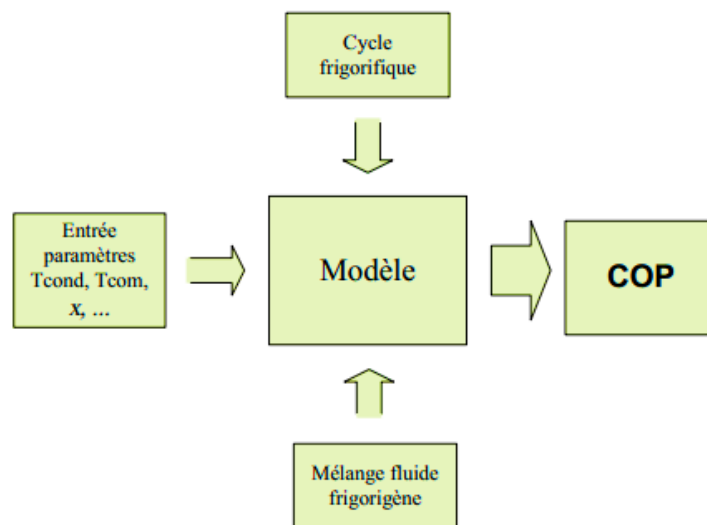 Cycle
frigorifique
Entrée
paramètres
Tcond, Tcom,
x, ...
Modèle
COP
Mélange fluide
frigorigène